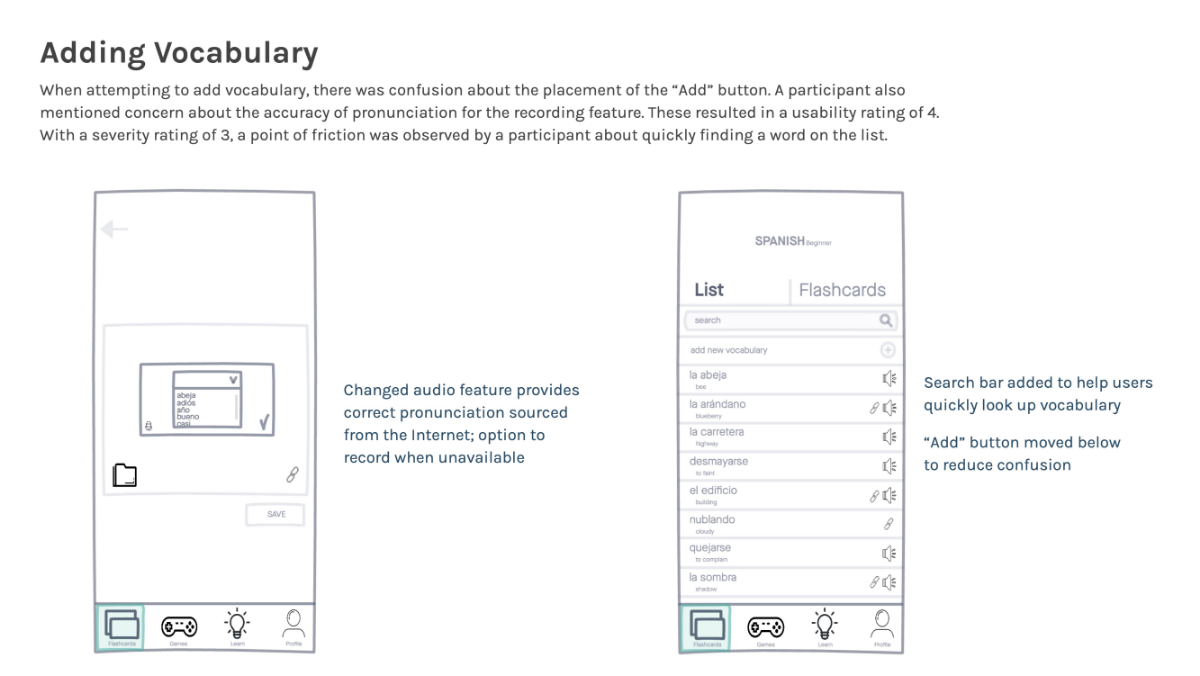 Adding Vocabulary
When attempting to add vocabulary, there was confusion about the placement of the “Add” button. A participant also
mentioned concern about the accuracy of pronunciation for the recording feature. These resulted in a usability rating of 4.
With a severity rating of 3, a point of friction was observed by a participant about quickly finding a word on the list.
abeja
adiós
año
bueno
casi
SAVE
Flashcards
Games
Learn
Profile
Changed audio feature provides
correct pronunciation sourced
from the Internet; option to
record when unavailable
SPANISH Beginner
List
Flashcards
search
add new vocabulary
la abeja
bee
la arándano
blueberry
la carretera
highway
desmayarse
to faint
el edificio
building
nublando
cloudy
quejarse
to complain
la sombra
shadow
Flashcards
Games
Learn
Profile
Search bar added to help users
quickly look up vocabulary
“Add” button moved below
to reduce confusion